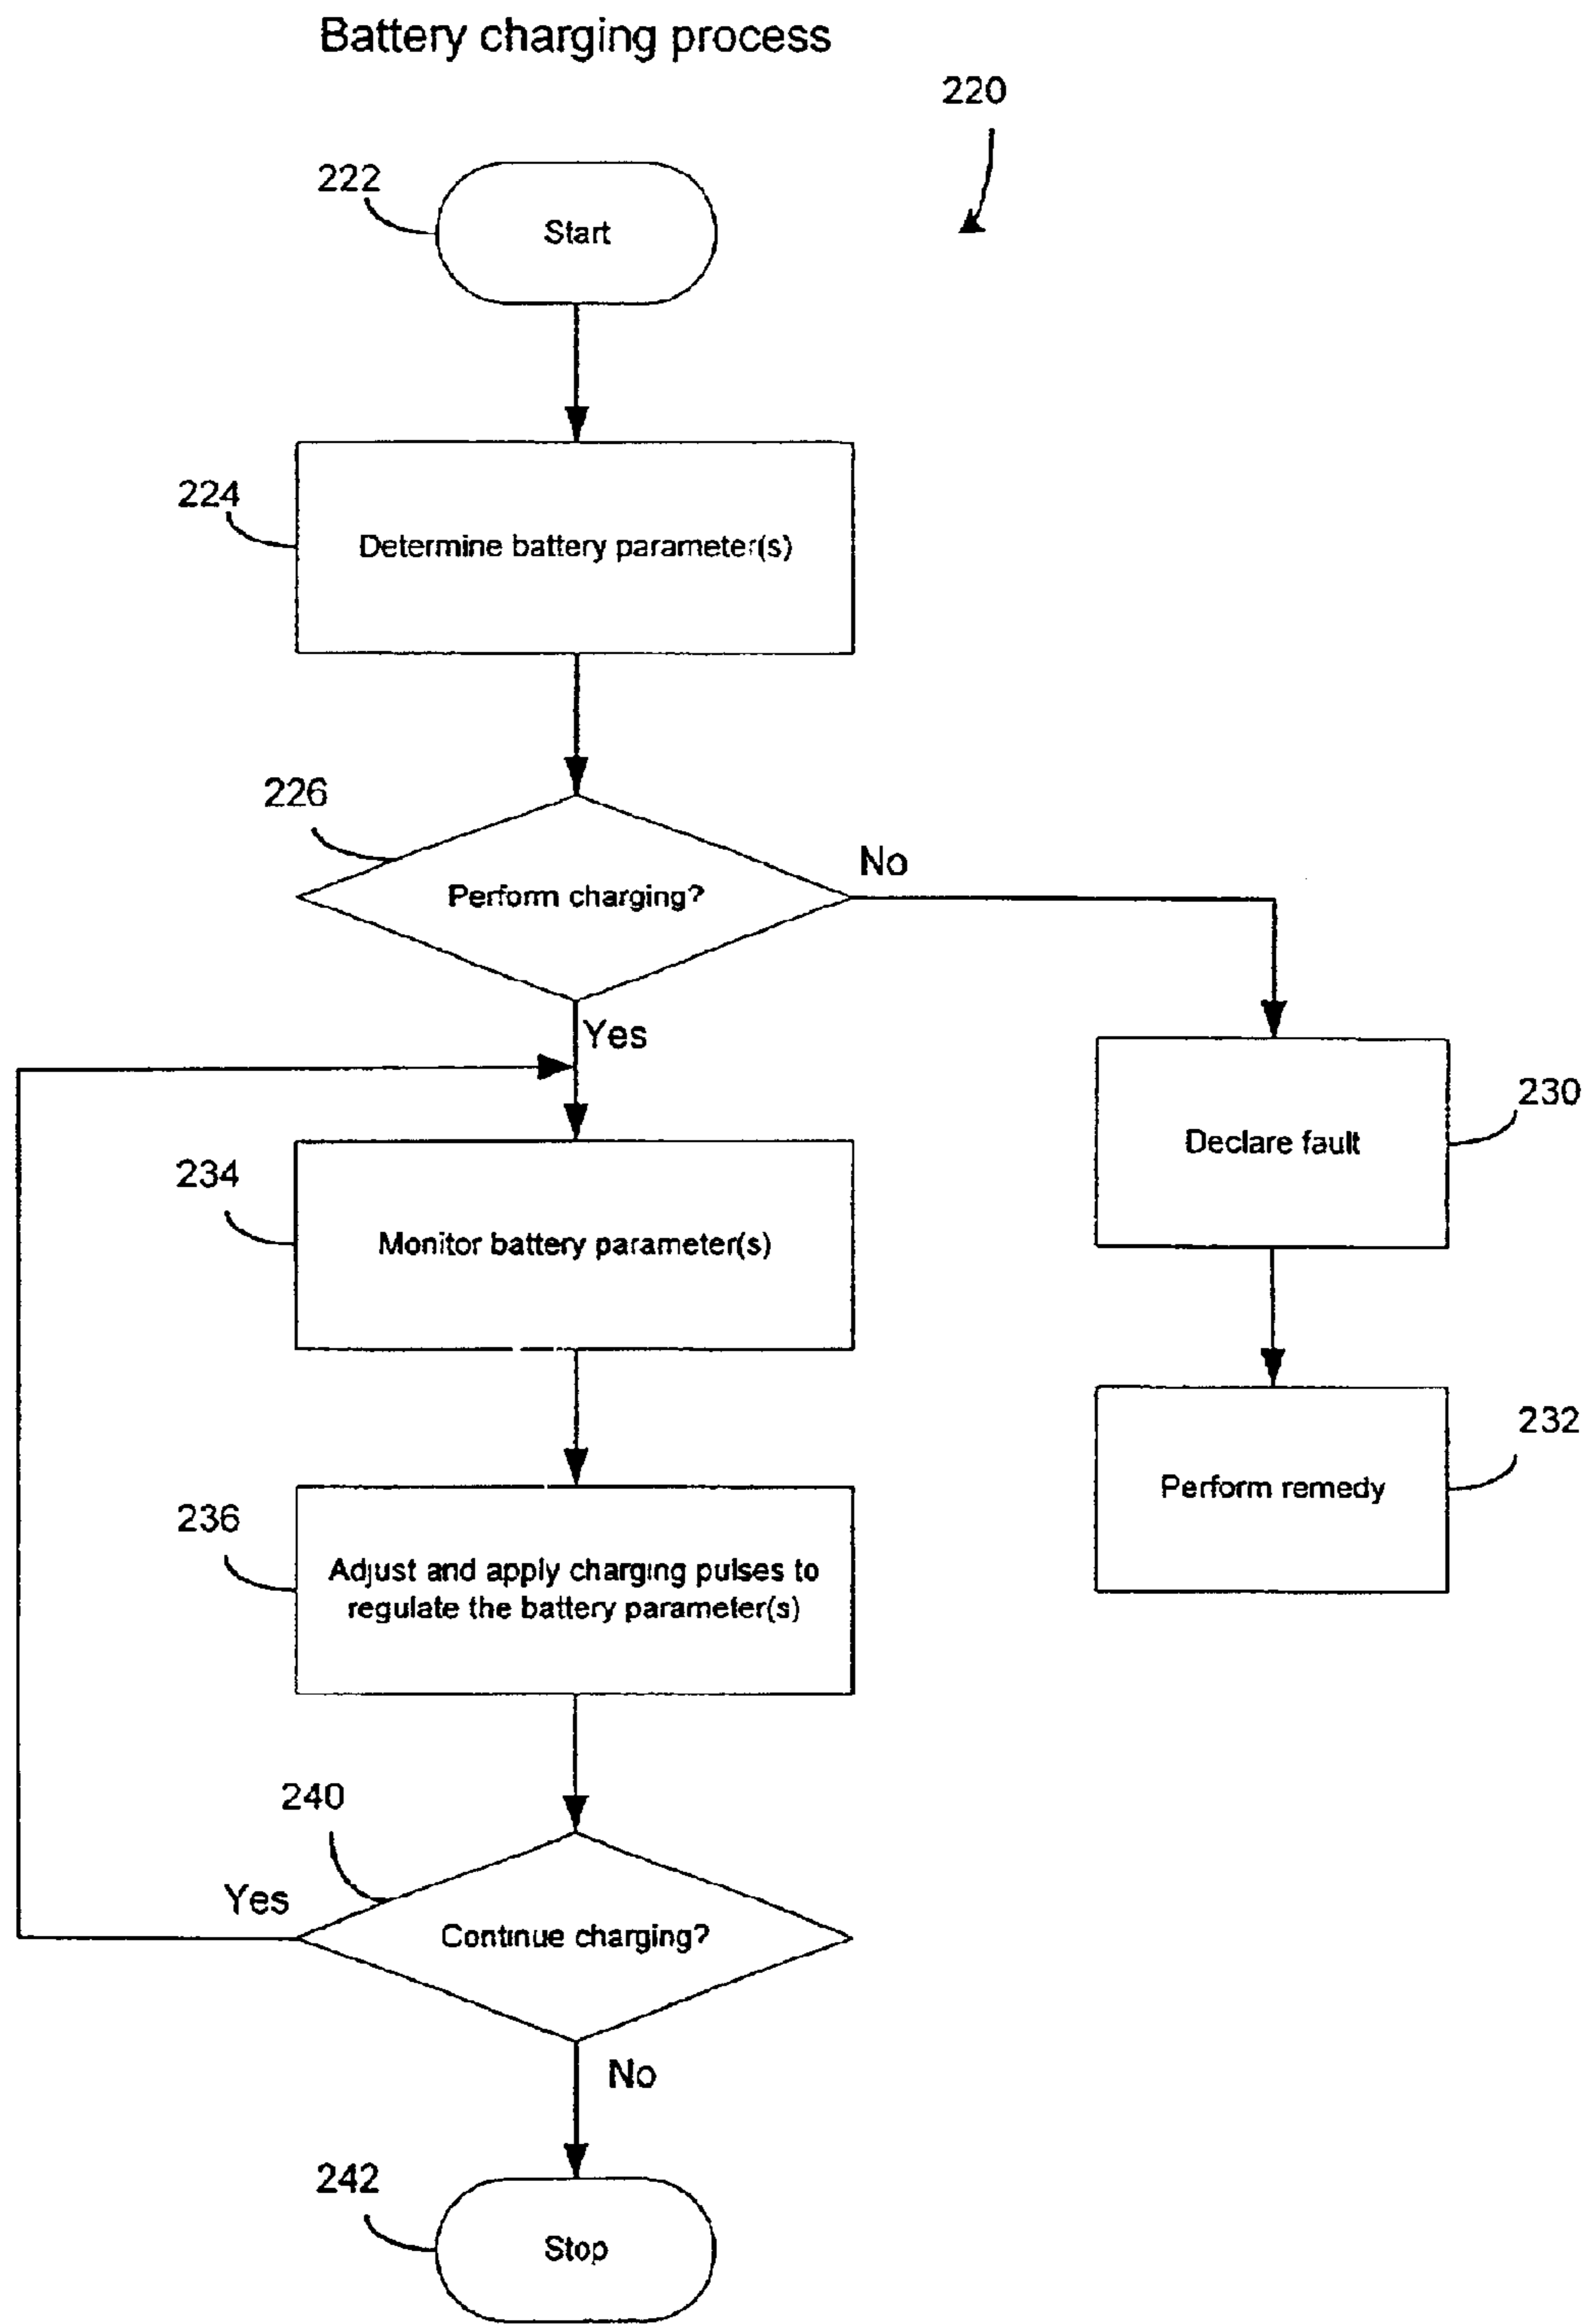 Battery charging process
220
222
Start
224
Determine battery parameter(s)
226
Perform charging?
No
Yes
230
Declare fault
234
Monitor battery parameter(s)
232
Perform remedy
236
Adjust and apply charging pulses to
regulate the battery parameter(s)
240
Yes
Continue charging?
No
242
Stop